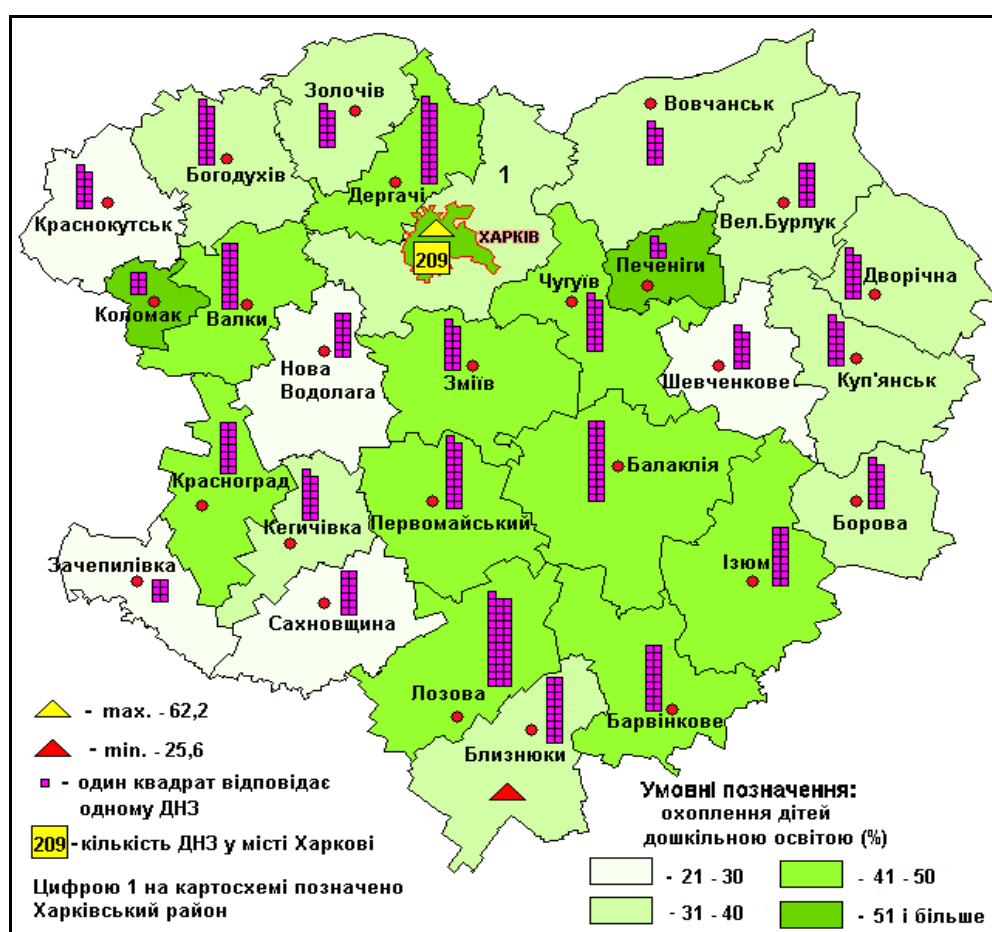 Золочів
Вовчанськ
Богодухів
Дергачі
1
Краснокутськ
Вел.Бурлук
ХАРКІВ
209
Печеніги
Чугуїв
Дворічна
Коломак
Валки
Нова
Водолага
Зміїв
Шевченкове
Куп'янськ
Красноград
Балаклія
Кегичівка
Первомайський
Борова
Зачепилівка
Ізюм
Сахновщина
Лозова
Барвінкове
Близнюки
- max. - 62,2
- min. - 25,6
- один квадрат відповідає
одному ДНЗ
209 -кількість ДНЗ у місті Харкові
Цифрою 1 на картосхемі позначено
Харківський район
Умовні позначення:
охоплення дітей
дошкільною освітою (%)
- 21 - 30
- 41 - 50
- 31 - 40
- 51 і більше